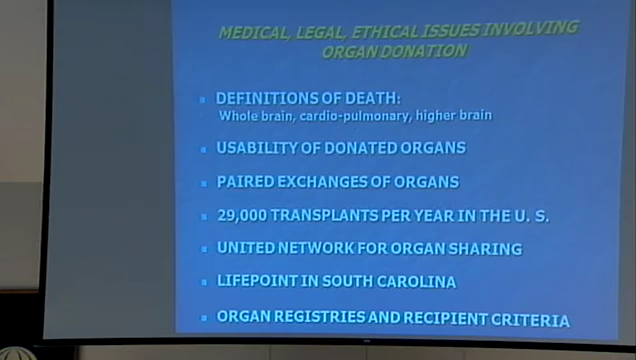 MEDICAL, LEGAL, ETHICAL ISSUES INVOLVING
ORGAN DONATION
DEFINITIONS OF DEATH:
Whole brain, cardio-pulmonary, higher brain
USABILITY OF DONATED ORGANS
PAIRED EXCHANGES OF ORGANS
29,000 TRANSPLANTS PER YEAR IN THE U. S.
UNITED NETWORK FOR ORGAN SHARING
LIFEPOINT IN SOUTH CAROLINA
ORGAN REGISTRIES AND RECIPIENT CRITERIA